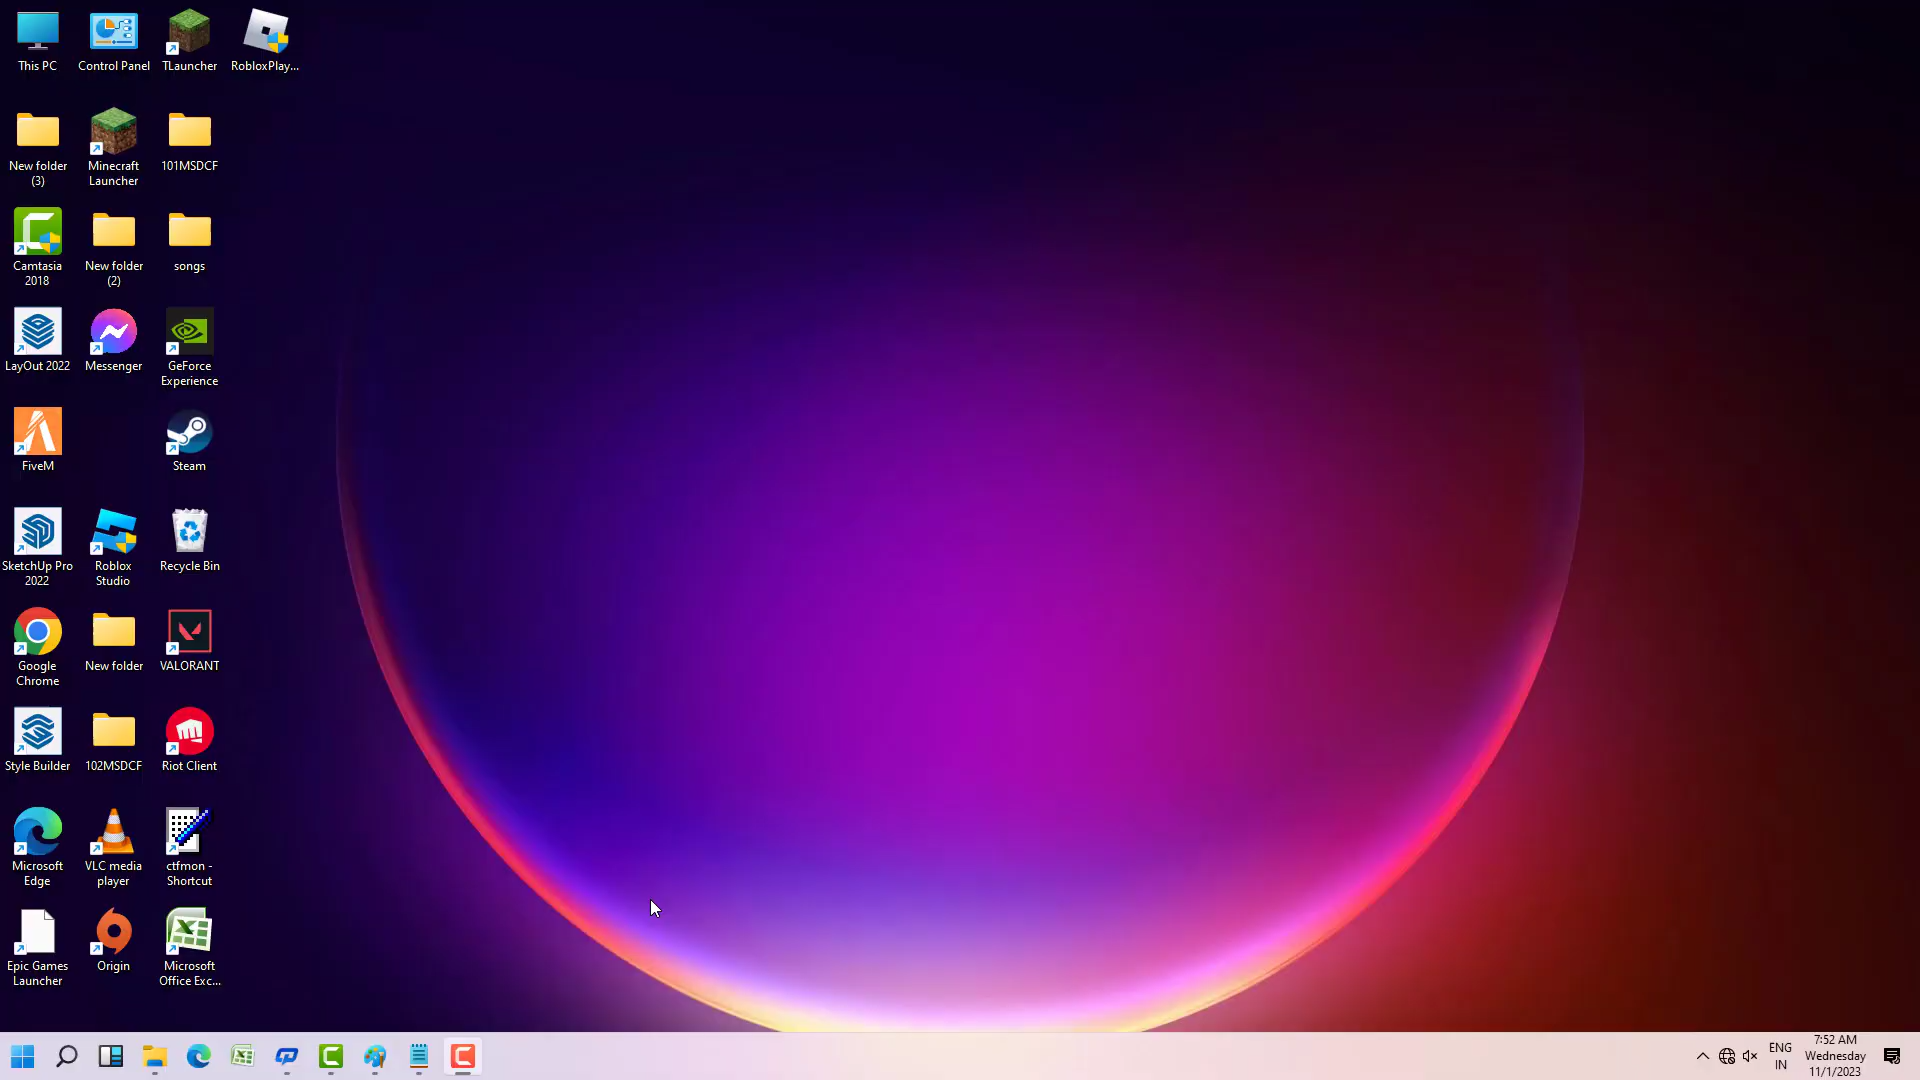 This PC
Control Panel
TLauncher
RobloxPlay...
New folder
(3)
Minecraft
Launcher
101MSDCF
Camtasia
2018
New folder
(2)
songs
LayOut 2022
Messenger
GeForce
Experience
FiveM
Steam
SketchUp Pro
2022
Roblox
Studio
Recycle Bin
Google
Chrome
New folder
VALORANT
Style Builder
102MSDCF
Riot Client
Microsoft
Edge
VLC media
player
ctfmon -
Shortcut
Epic Games
Launcher
Origin
Microsoft
Office Exc...
ENG
IN
7:52 AM
Wednesday
11/1/2023